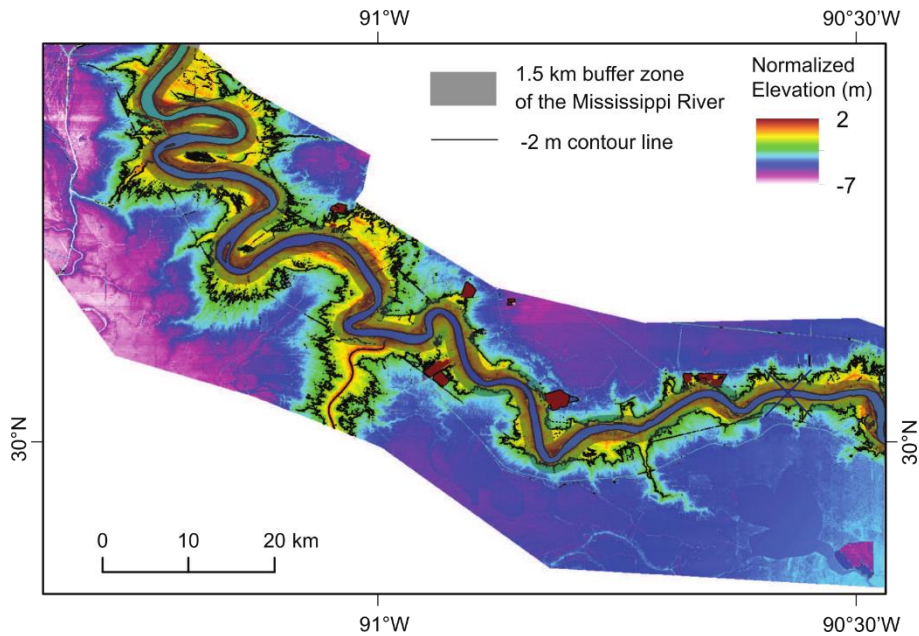 91°W
90°30'W
1.5 km buffer zone
of the Mississippi River
-2 m contour line
Normalized
Elevation (m)
2
-7
30°N
30°N
0 10 20 km
91°W
90°30'W